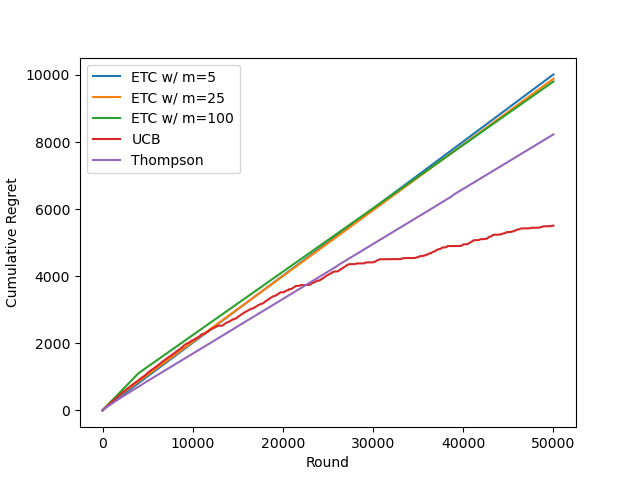 10000
8000
6000
4000
2000
0
Cumulative Regret
ETC w/ m=5
ETC w/ m=25
ETC w/ m=100
UCB
Thompson
0 10000 20000 30000 40000 50000
Round